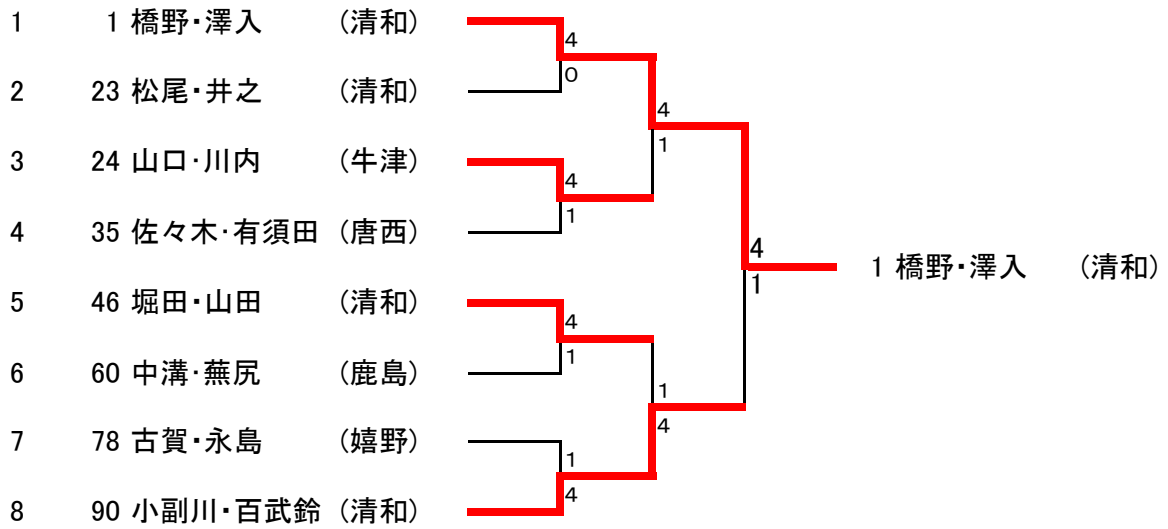 1 1 橋野・澤入 (清和)
4
0
2 23 松尾・井之 (清和)
4
1
3 24 山口・川内 (牛津)
4
1
4 35 佐々木・有須田 (唐西)
4
1
1 橋野・澤入 (清和)
5 46 堀田・山田 (清和)
4
1
6 60 中溝・蕪尻 (鹿島)
1
4
7 78 古賀・永島 (嬉野)
1
4
8 90 小副川・百武鈴 (清和)